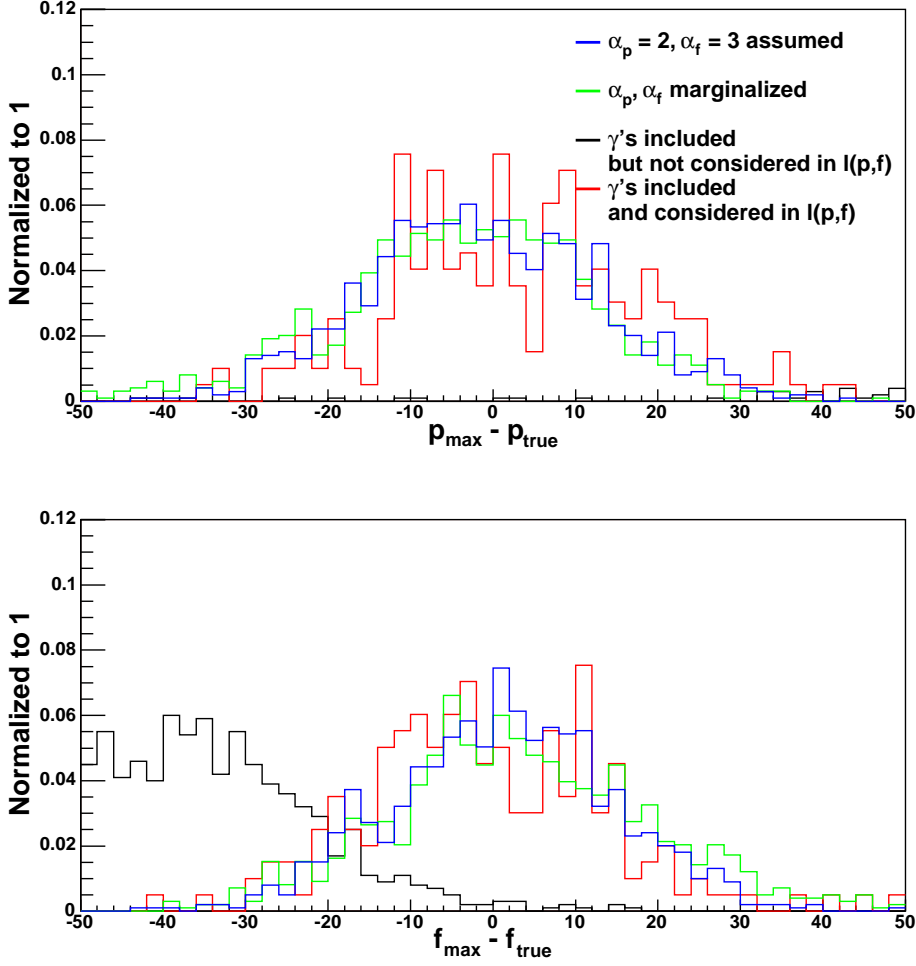 0.12
0.1
0.08
0.06
0.04
0.02
0
Normalized to 1
αp = 2, αf = 3 assumed
αp, αf marginalized
γ's included
but not considered in l(p,f)
γ's included
and considered in l(p,f)
-50 -40 -30 -20 -10 0 10 20 30 40 50
pmax - ptrue
0.12
0.1
0.08
0.06
0.04
0.02
0
Normalized to 1
-50 -40 -30 -20 -10 0 10 20 30 40 50
fmax - ftrue